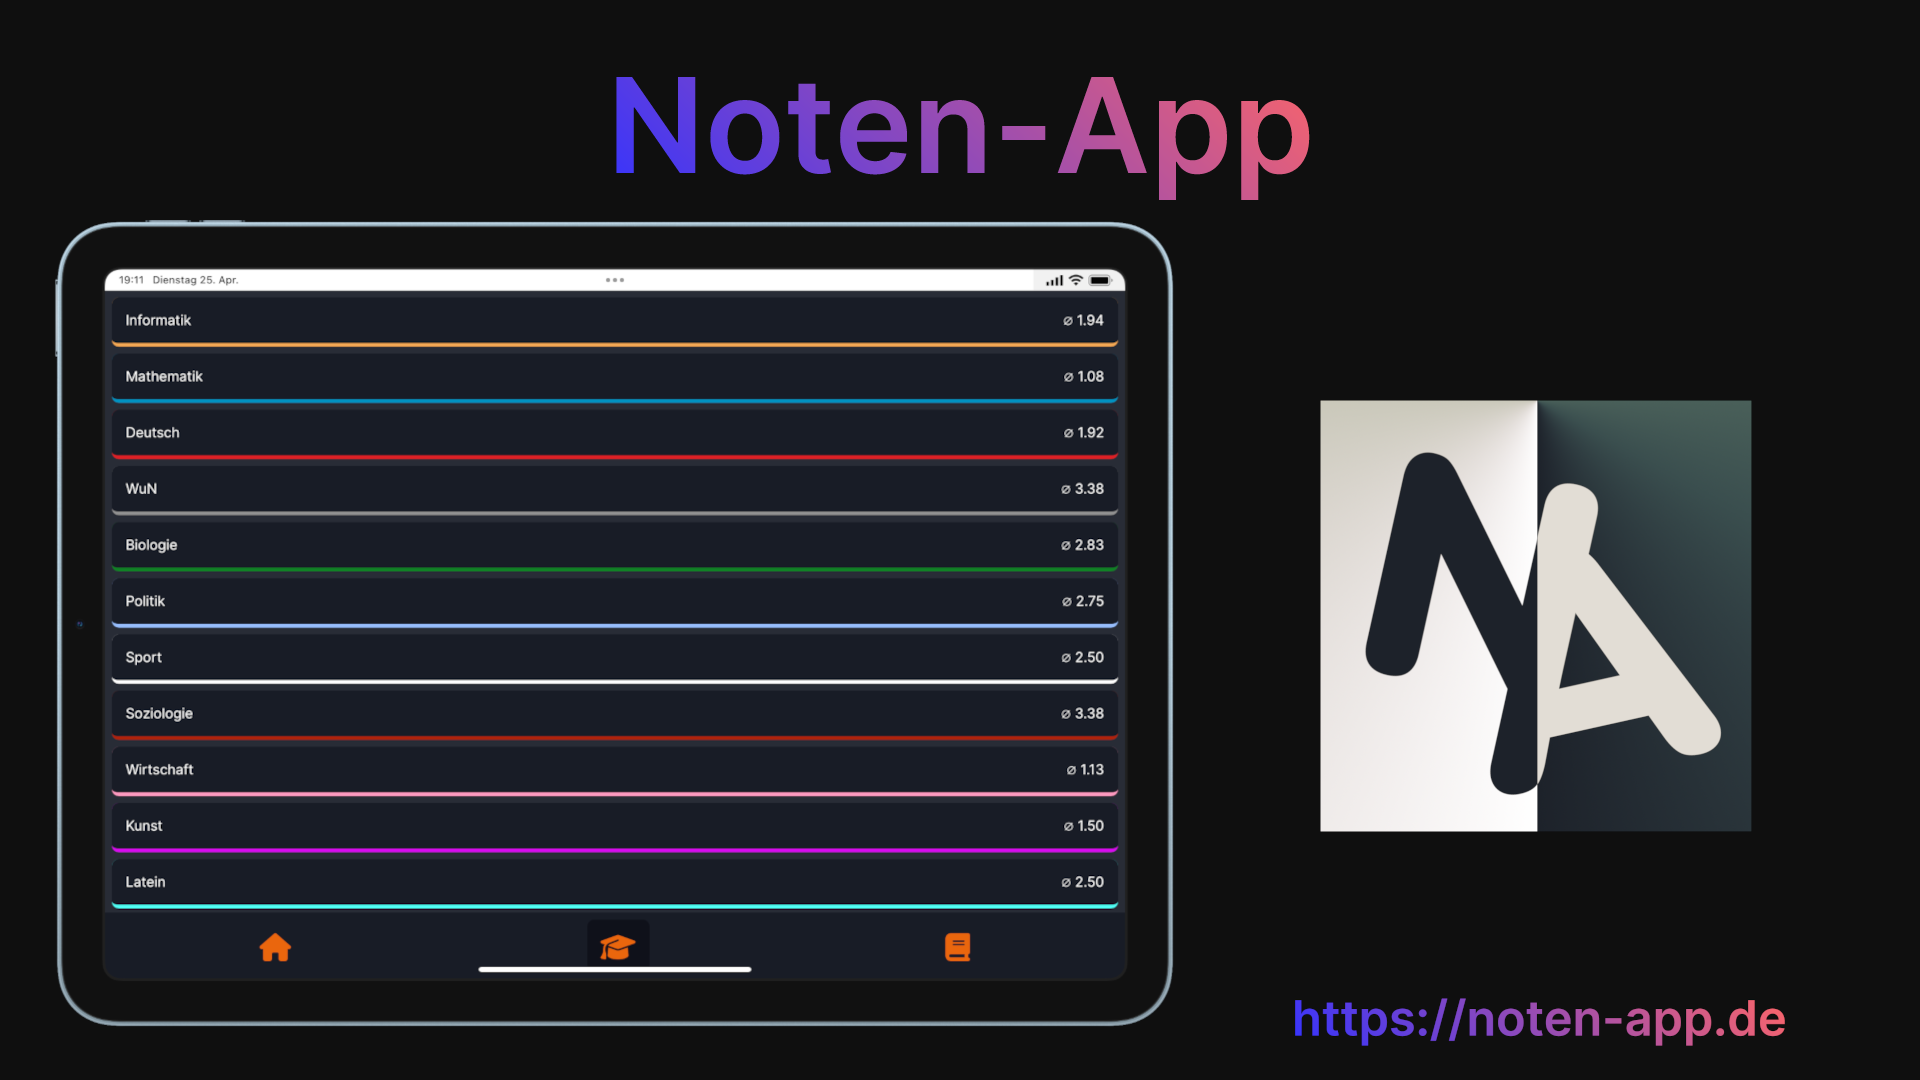 Noten-App
19:11 Dienstag 25. Apr.
Informatik ⌀ 1.94
Mathematik ⌀ 1.08
Deutsch ⌀ 1.92
WuN ⌀ 3.38
Biologie ⌀ 2.83
Politik ⌀ 2.75
Sport ⌀ 2.50
Soziologie ⌀ 3.38
Wirtschaft ⌀ 1.13
Kunst ⌀ 1.50
Latein ⌀ 2.50
NA
https://noten-app.de